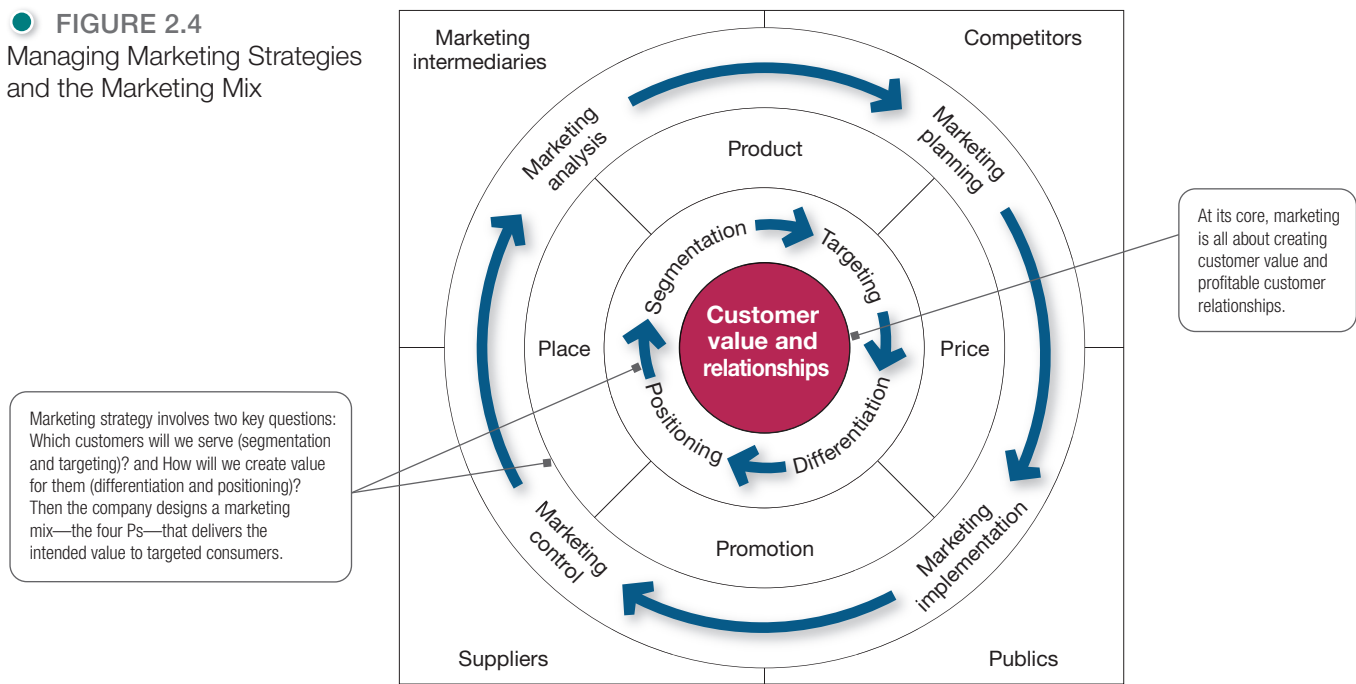 FIGURE 2.4
Managing Marketing Strategies
and the Marketing Mix
Marketing
intermediaries
Competitors
Marketing
analysis
Marketing
planning
Product
Segmentation
Targeting
At its core, marketing
is all about creating
customer value and
profitable customer
relationships.
Customer
value and
relationships
Place
Price
Positioning
Differentiation
Marketing strategy involves two key questions:
Which customers will we serve (segmentation
and targeting)? and How will we create value
for them (differentiation and positioning)?
Then the company designs a marketing
mix—the four Ps—that delivers the
intended value to targeted consumers.
Marketing
control
Promotion
Marketing
implementation
Suppliers
Publics